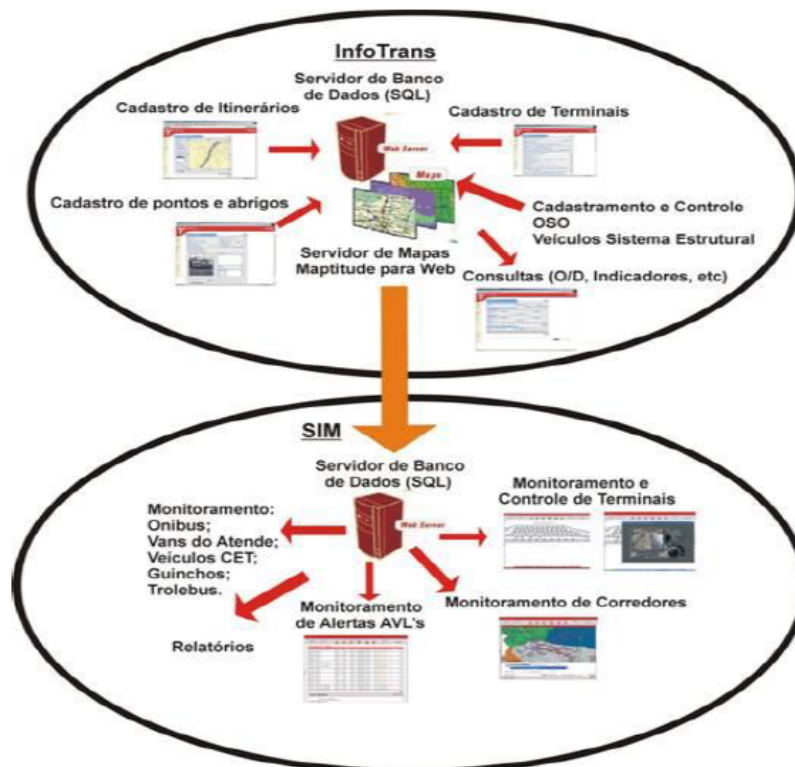 InfoTrans
Servidor de Banco
de Dados (SQL)
Cadastro de Itinerários
Cadastro de Terminais
Web Server
Maps
Cadastro de pontos e abrigos
Cadastramento e Controle
OSO
Veículos Sistema Estrutural
Servidor de Mapas
Maptitude para Web
Consultas (O/D, Indicadores, etc)
SIM
Servidor de Banco
de Dados (SQL)
Monitoramento e
Controle de Terminais
Monitoramento:
Onibus;
Vans do Atende;
Veículos CET;
Guinchos;
Trolebus.
Web Server
Monitoramento
de Alertas AVL's
Monitoramento de Corredores
Relatórios